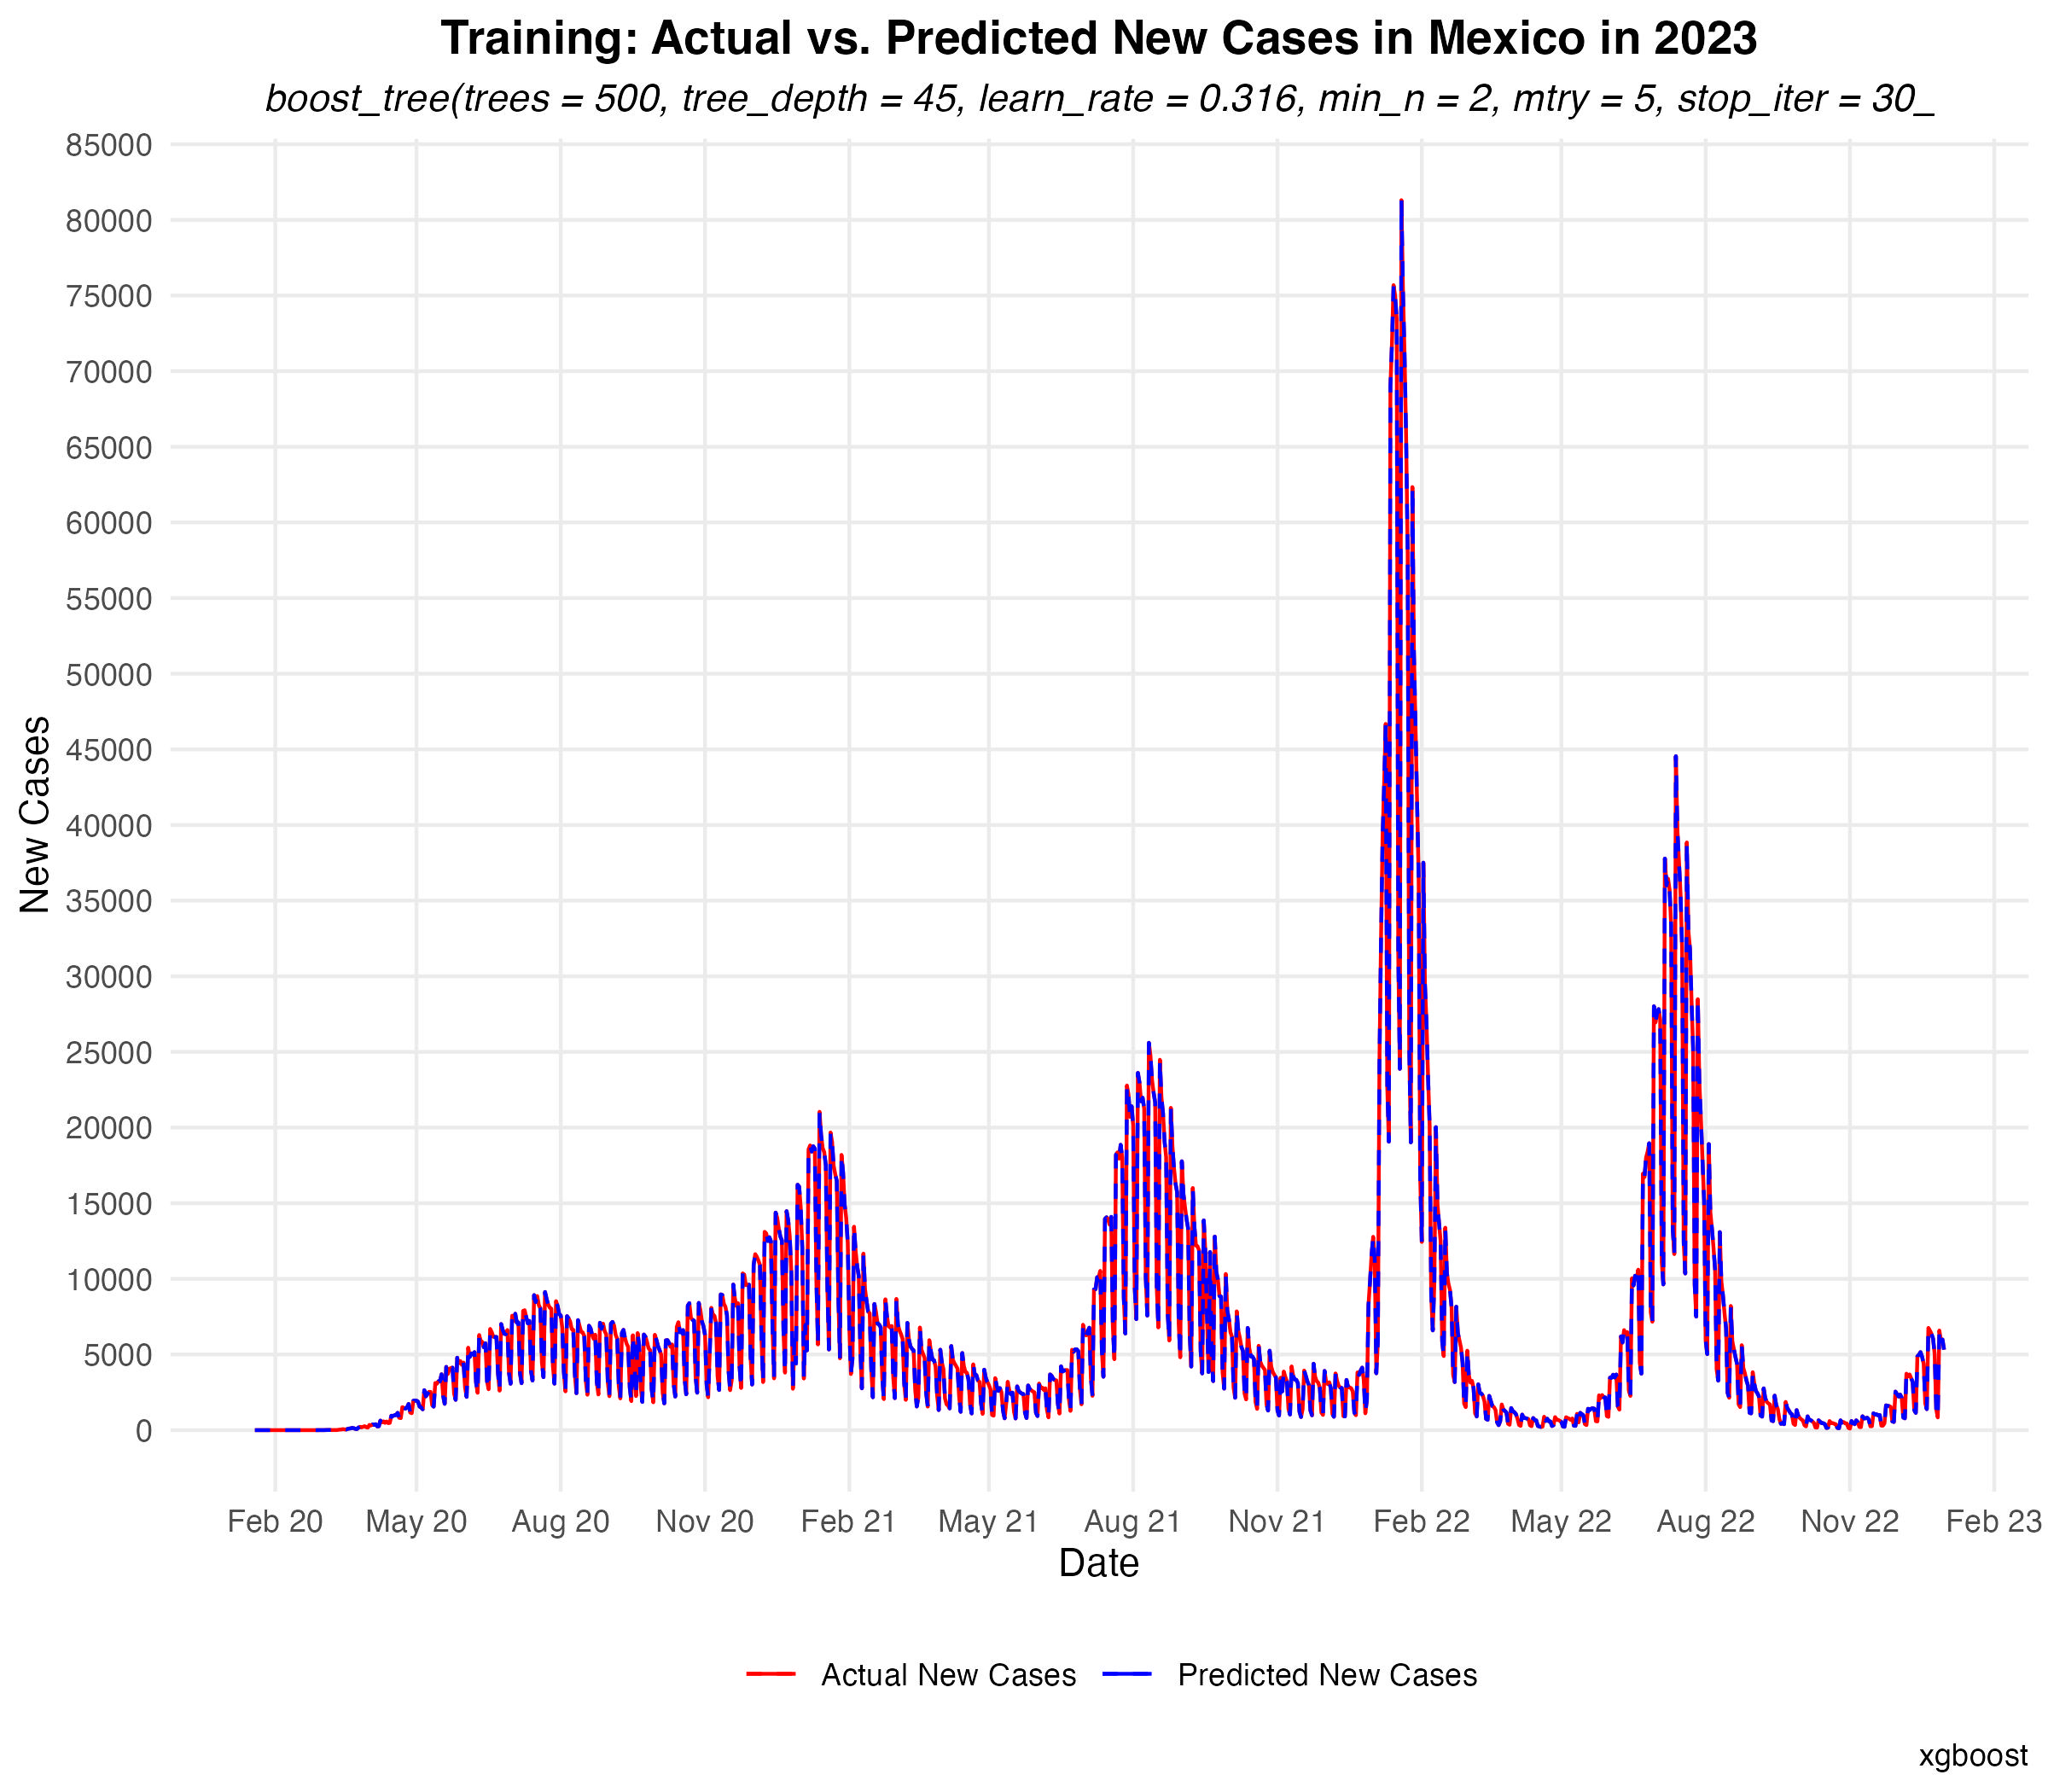 Training: Actual vs. Predicted New Cases in Mexico in 2023
boost_tree(trees = 500, tree_depth = 45, learn_rate = 0.316, min_n = 2, mtry = 5, stop_iter = 30_
85000
80000
75000
70000
65000
60000
55000
50000
45000
40000
35000
30000
25000
20000
15000
10000
5000
0
New Cases
Feb 20 May 20 Aug 20 Nov 20 Feb 21 May 21 Aug 21 Nov 21 Feb 22 May 22 Aug 22 Nov 22 Feb 23
Date
Actual New Cases Predicted New Cases
xgboost